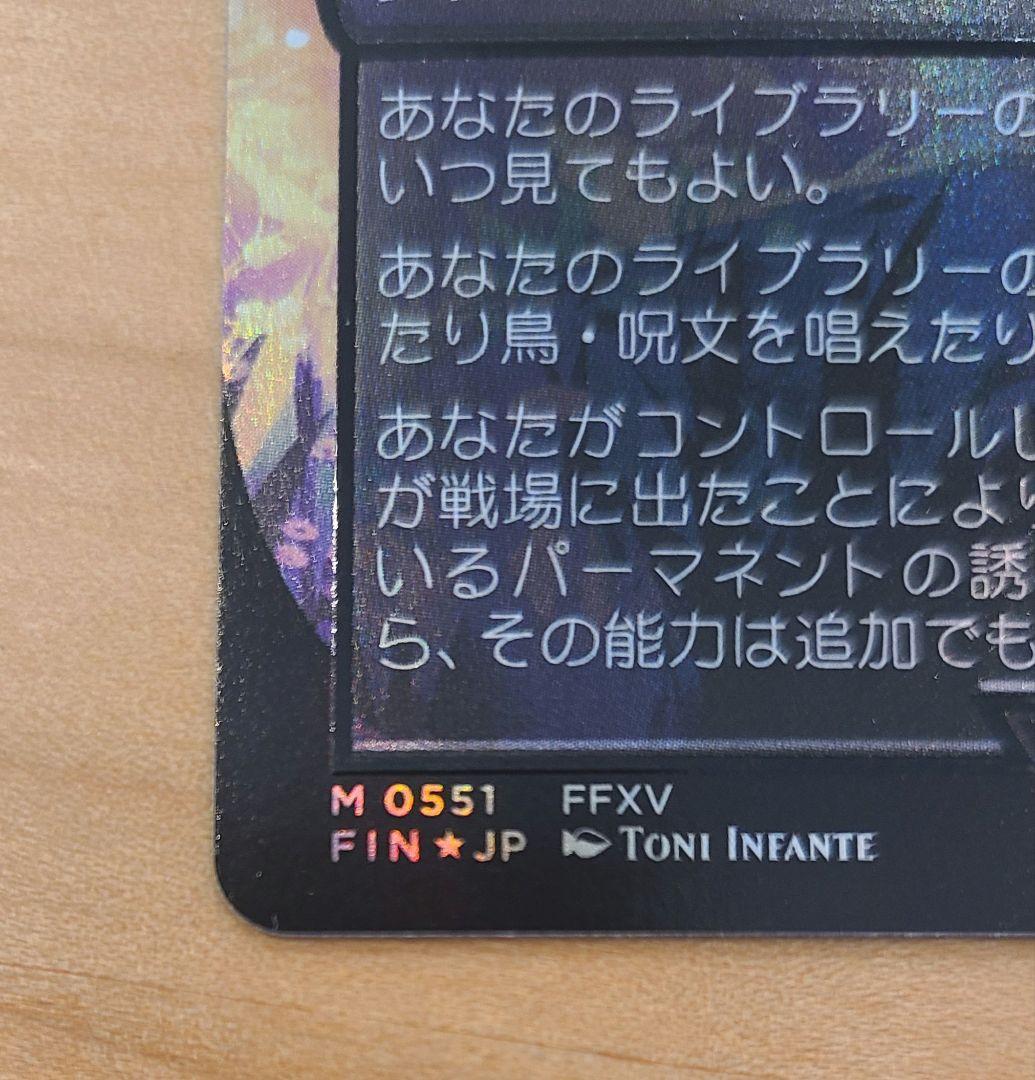 あなたのライブラリーの
いつ見てもよい。
あなたのライブラリーの
たり鳥・呪文を唱えたり
あなたがコントロールし
が戦場に出たことにより
いるパーマネントの誘
ら、その能力は追加でも
M 0551 FFXV
FIN★JP TONI INFANTE